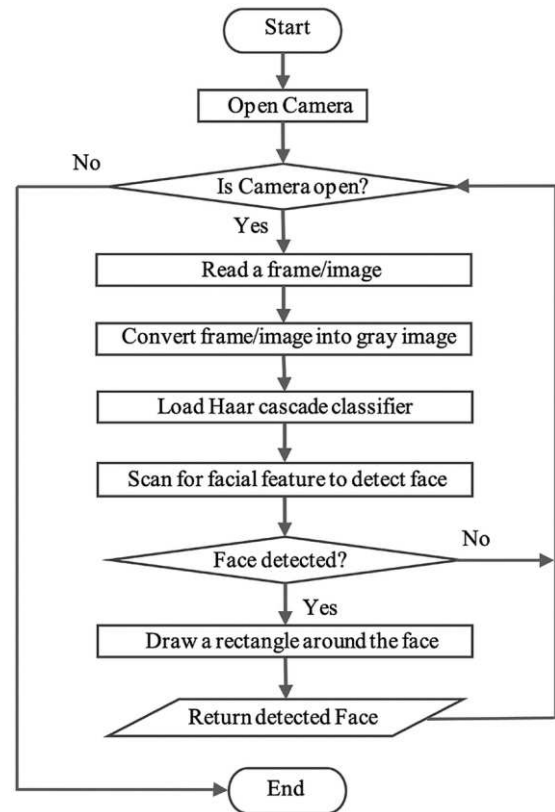 Start
Open Camera
No
Is Camera open?
Yes
Read a frame/image
Convert frame/image into gray image
Load Haar cascade classifier
Scan for facial feature to detect face
No
Face detected?
Yes
Draw a rectangle around the face
Return detected Face
End